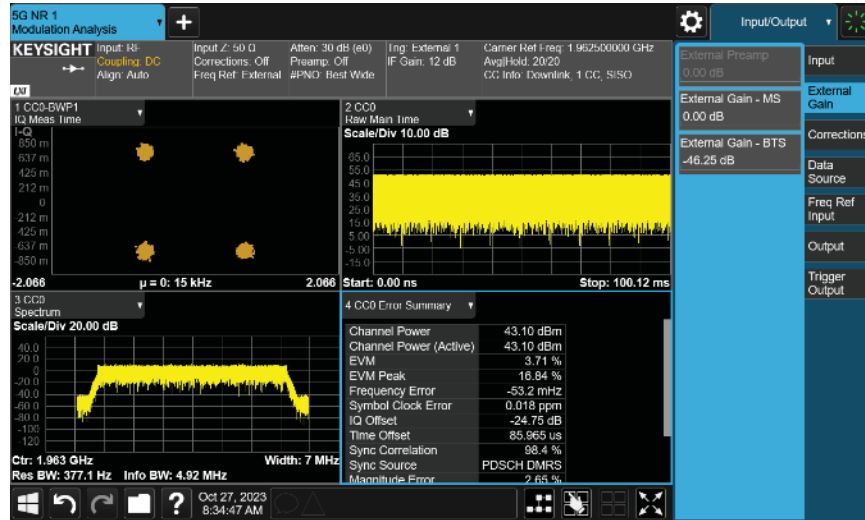 5G NR 1
Modulation Analysis
KEYSIGHT
Input: RF
Coupling: DC
Align: Auto
Input Z: 50 Ω
Corrections: Off
Freq Ref: External
Atten: 30 dB (e0)
Preamp: Off
#PNO: Best Wide
Trig: External 1
IF Gain: 12 dB
Carrier Ref Freq: 1.962500000 GHz
Avg|Hold: 20/20
CC Info: Downlink, 1 CC, SISO
LXI
1 CC0-BWP1
IQ Meas Time
I-Q
850 m
637 m
425 m
212 m
0
-212 m
-425 m
-637 m
-850 m
-2.066
µ = 0: 15 kHz
2.066
2 CC0
Raw Main Time
Scale/Div 10.00 dB
65.0
55.0
45.0
35.0
25.0
15.0
5.00
-5.00
-15.0
Start: 0.00 ns
Stop: 100.12 ms
3 CC0
Spectrum
Scale/Div 20.00 dB
40.0
20.0
0
-20.0
-40.0
-60.0
-80.0
-100
-120
Ctr: 1.963 GHz
Width: 7 MHz
Res BW: 377.1 Hz Info BW: 4.92 MHz
4 CC0 Error Summary
Channel Power 43.10 dBm
Channel Power (Active) 43.10 dBm
EVM 3.71 %
EVM Peak 16.84 %
Frequency Error -53.2 mHz
Symbol Clock Error 0.018 ppm
IQ Offset -24.75 dB
Time Offset 85.965 us
Sync Correlation 98.4 %
Sync Source PDSCH DMRS
Magnitude Error 2.65 %
Input/Output
External Preamp
0.00 dB
External Gain - MS
0.00 dB
External Gain - BTS
-46.25 dB
Input
External
Gain
Corrections
Data
Source
Freq Ref
Input
Output
Trigger
Output
?
Oct 27, 2023
8:34:47 AM